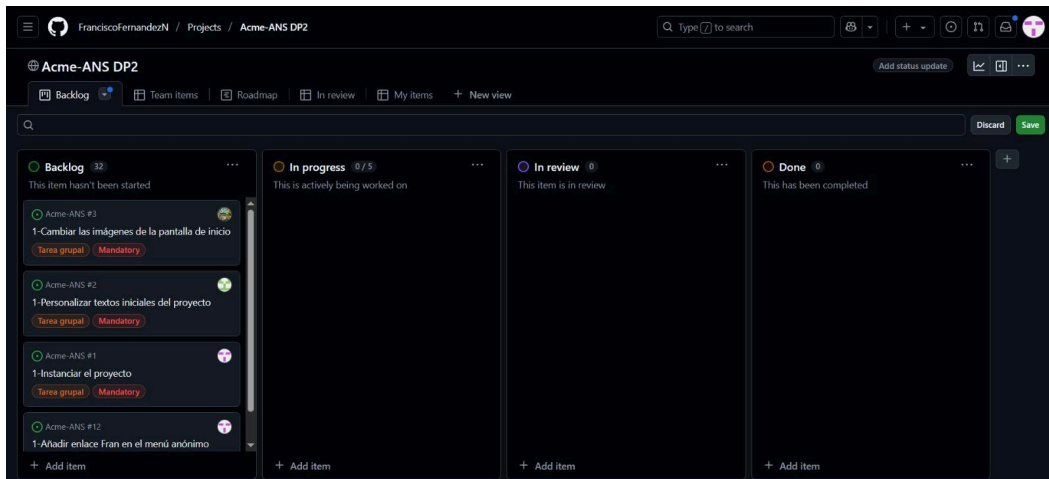 FranciscoFernandezN / Projects / Acme-ANS DP2
Type / to search
Acme-ANS DP2
Add status update
Backlog
Team items
Roadmap
In review
My items
+ New view
Discard
Save
Backlog 32
This item hasn't been started
Acme-ANS #3
1-Cambiar las imágenes de la pantalla de inicio
Tarea grupal Mandatory
Acme-ANS #2
1-Personalizar textos iniciales del proyecto
Tarea grupal Mandatory
Acme-ANS #1
1-Instanciar el proyecto
Tarea grupal Mandatory
Acme-ANS #12
1-Añadir enlace Fran en el menú anónimo
+ Add item
In progress 0 / 5
This is actively being worked on
+ Add item
In review 0
This item is in review
+ Add item
Done 0
This has been completed
+ Add item